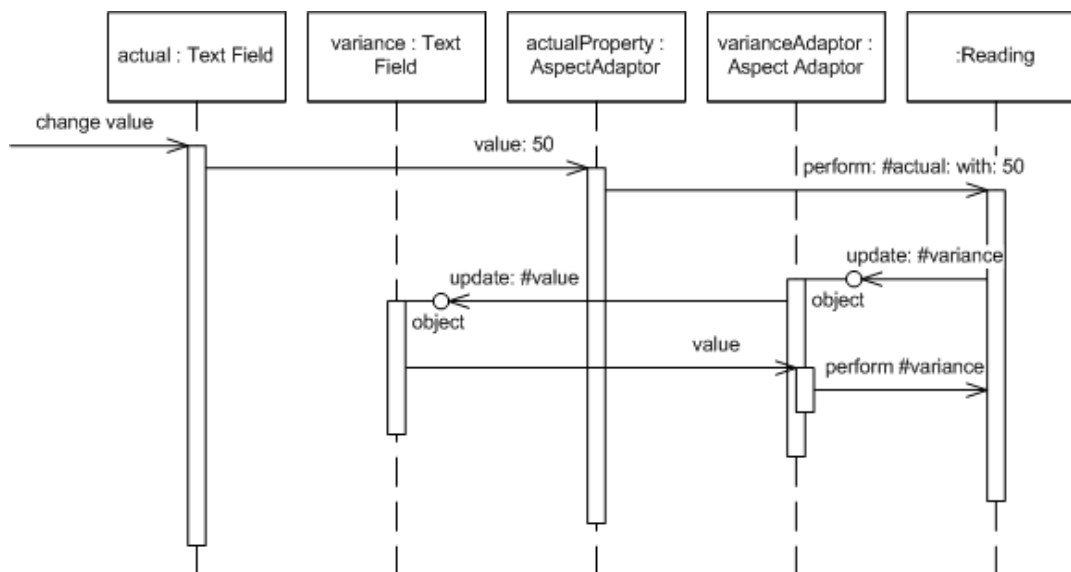 actual : Text Field
variance : Text
Field
actualProperty :
AspectAdaptor
varianceAdaptor :
Aspect Adaptor
:Reading
change value
value: 50
perform: #actual: with: 50
update: #variance
object
update: #value
object
value
perform #variance